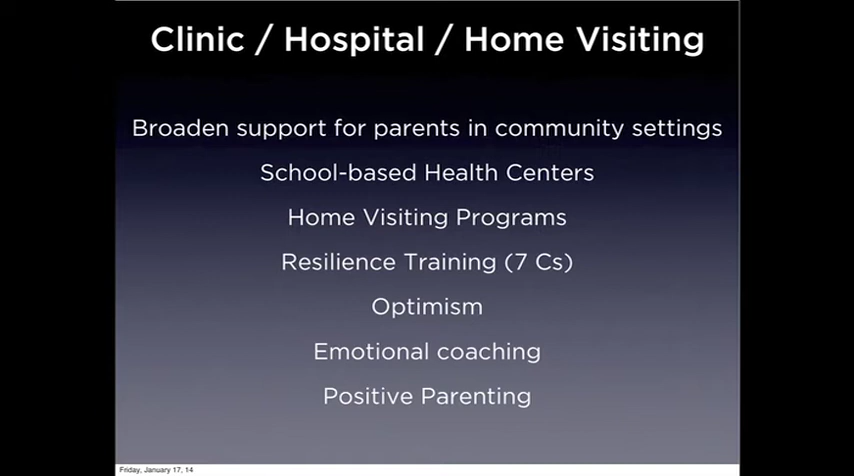 Clinic / Hospital / Home Visiting
Broaden support for parents in community settings
School-based Health Centers
Home Visiting Programs
Resilience Training (7 Cs)
Optimism
Emotional coaching
Positive Parenting
Friday, January 17, 14